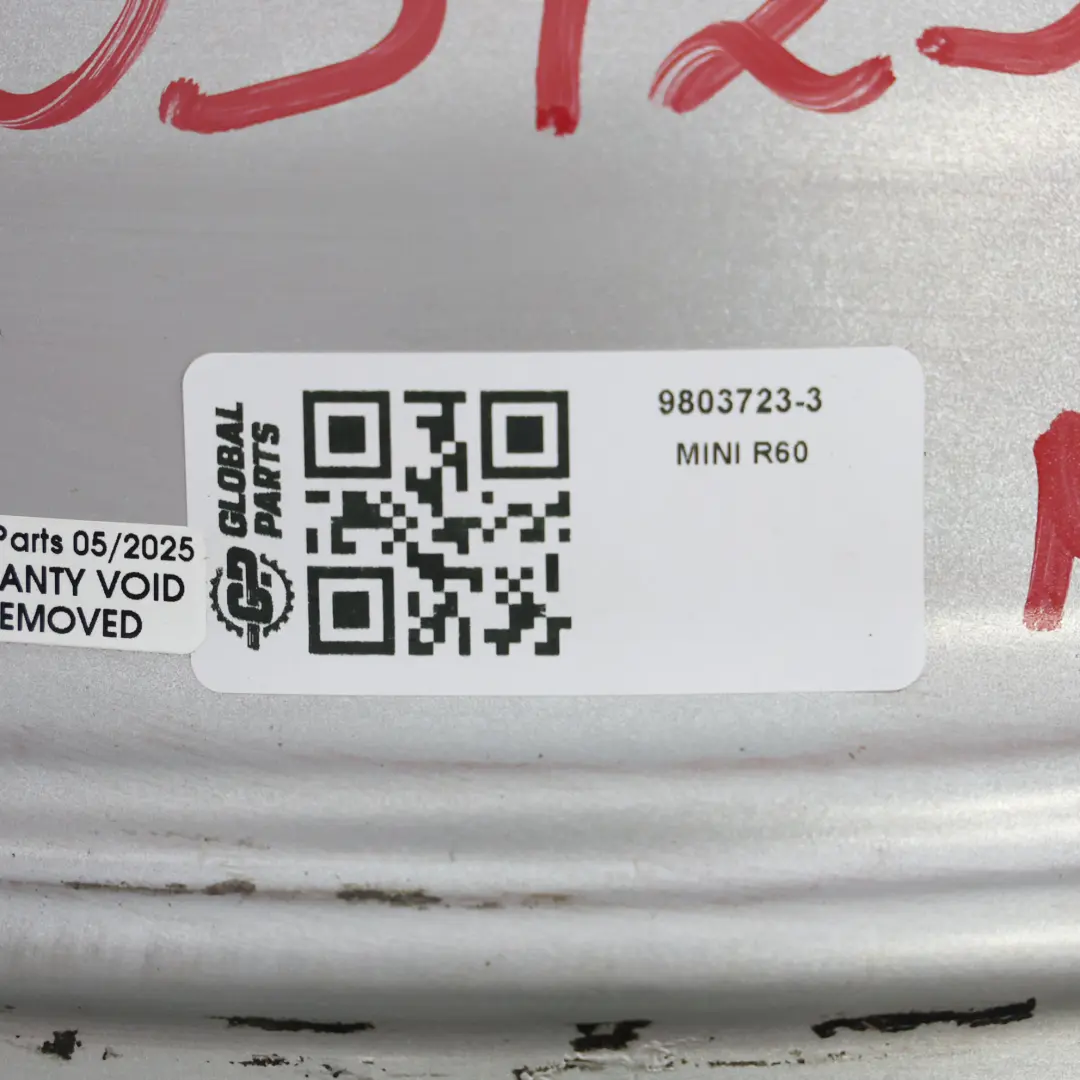 9803723-3
MINI R60
GLOBAL
PARTS
Parts 05/2025
ANTY VOID
EMOVED